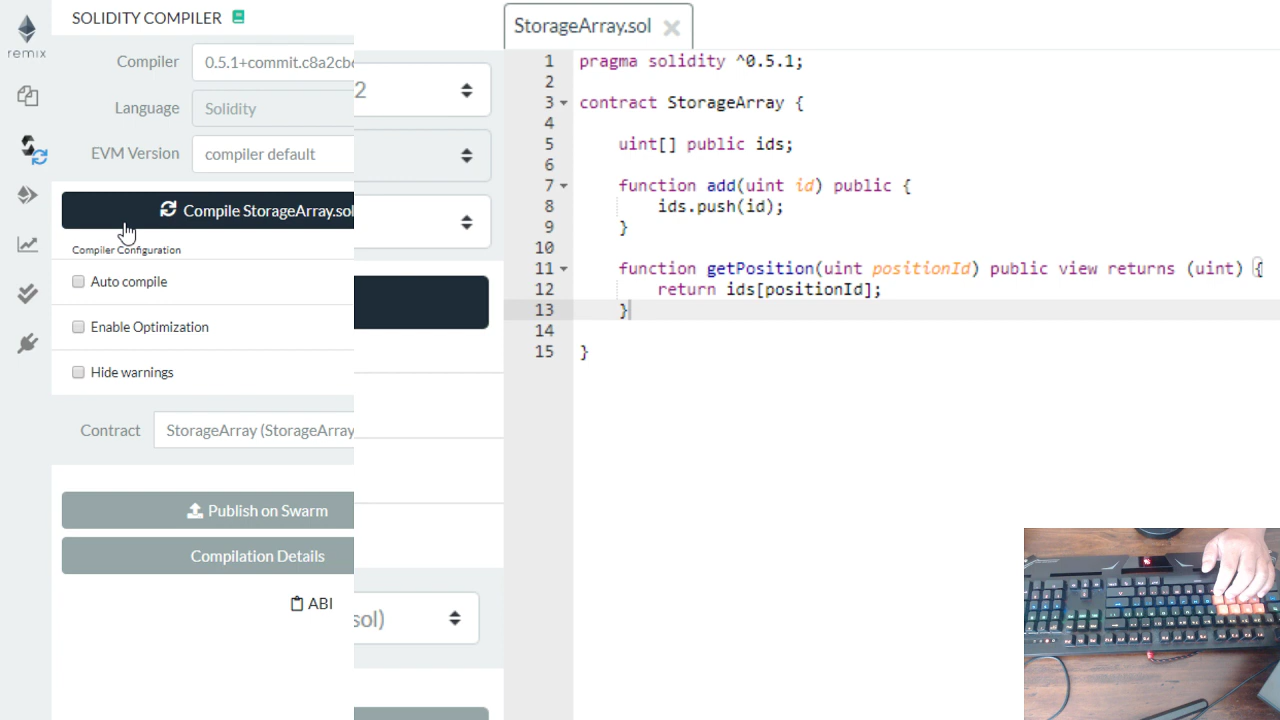 SOLIDITY COMPILER
remix
Compiler
0.5.1+commit.c8a2cb
2
Language
Solidity
EVM Version
compiler default
Compile StorageArray.sol
Compiler Configuration
Auto compile
Enable Optimization
Hide warnings
Contract
StorageArray (StorageArray
sol)
Publish on Swarm
Compilation Details
ABI
StorageArray.sol
1 pragma solidity ^0.5.1;
2
3 contract StorageArray {
4
5 uint[] public ids;
6
7 function add(uint id) public {
8 ids.push(id);
9 }
10
11 function getPosition(uint positionId) public view returns (uint) {
12 return ids[positionId];
13 }
14
15 }